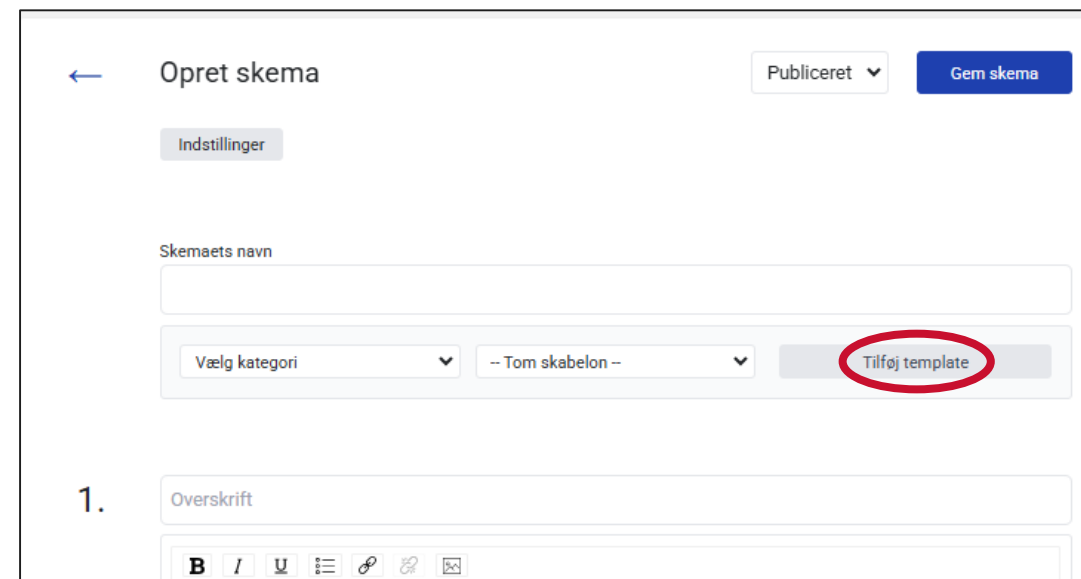 ← Opret skema Publiceret Gem skema
Indstillinger
Skemaets navn
Vælg kategori -- Tom skabelon -- Tilføj template
1. Overskrift
B I U